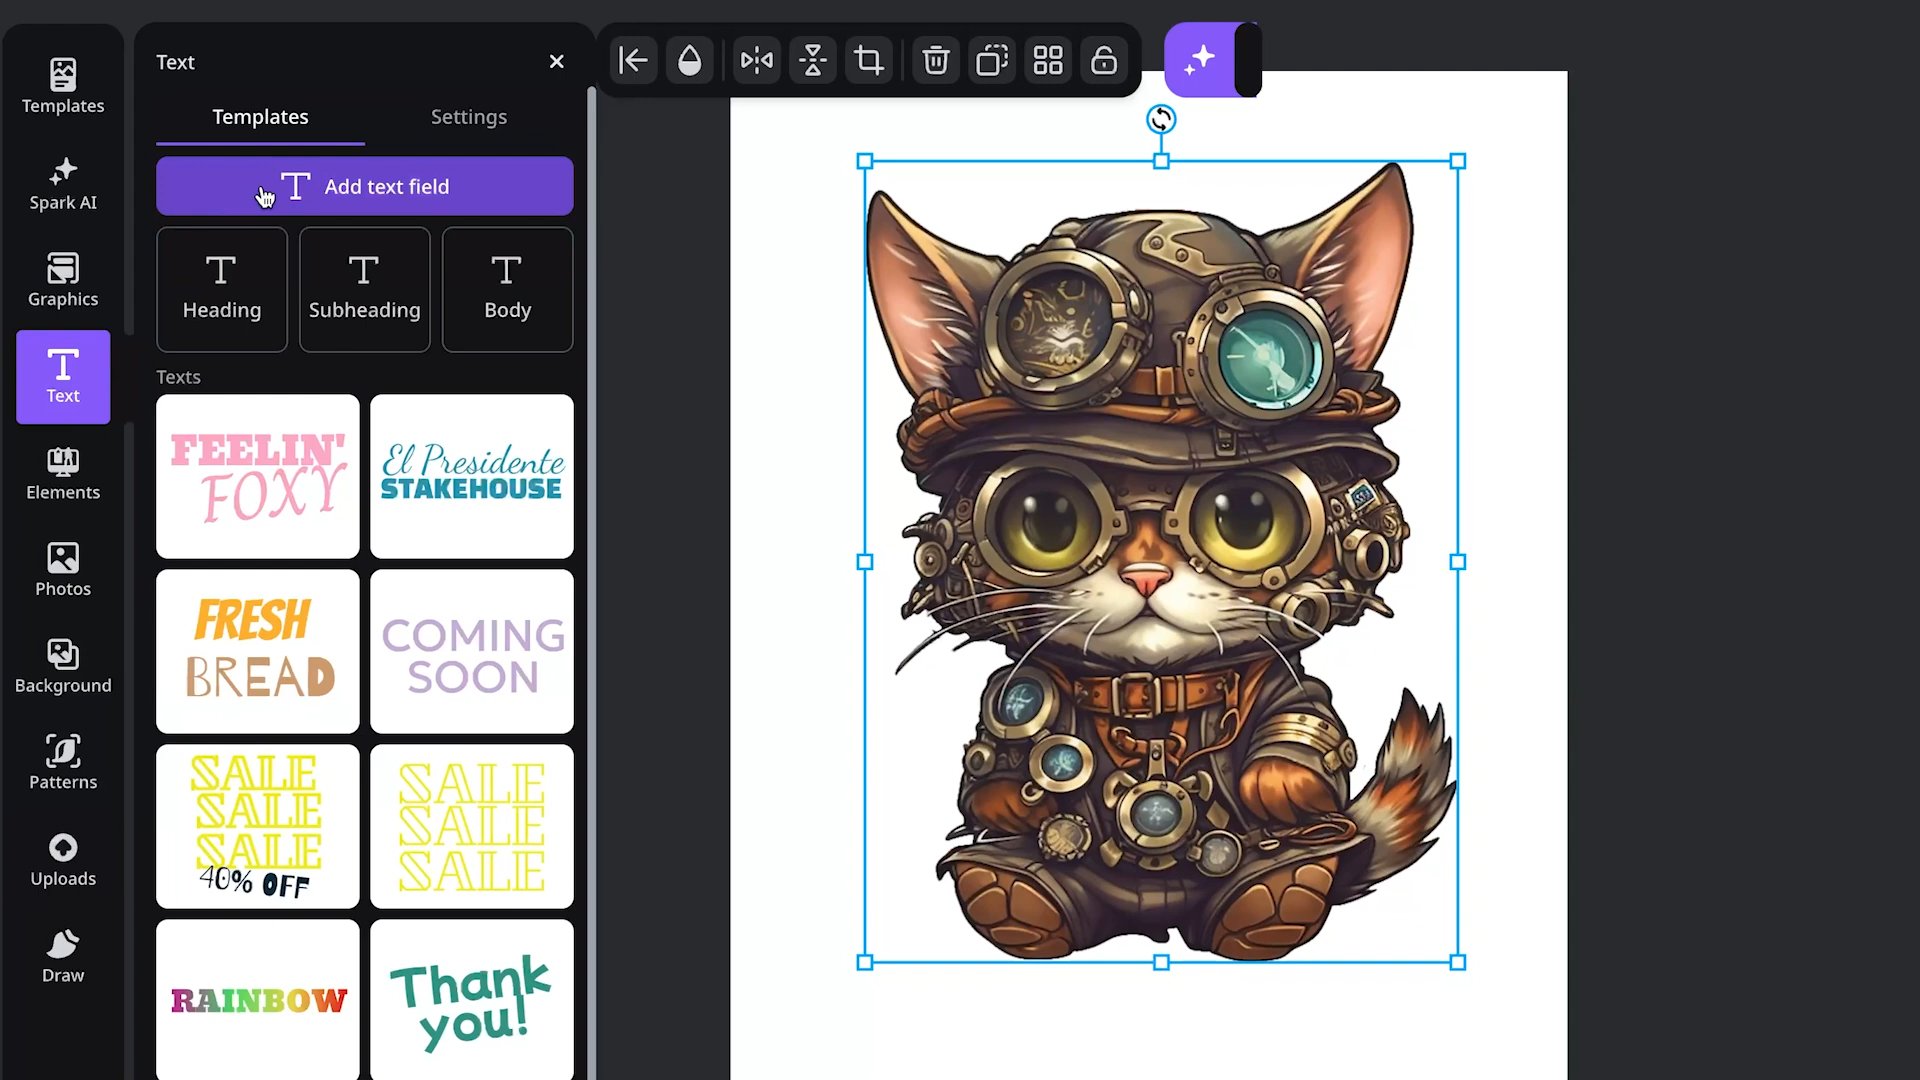 Templates
Spark AI
Graphics
Text
Elements
Photos
Background
Patterns
Uploads
Draw
Text
Templates
Settings
Add text field
Heading
Subheading
Body
Texts
FEELIN'
FOXY
El Presidente
STAKEHOUSE
FRESH
BREAD
COMING
SOON
SALE
SALE
SALE
40% OFF
SALE
SALE
SALE
RAINBOW
Thank
you!